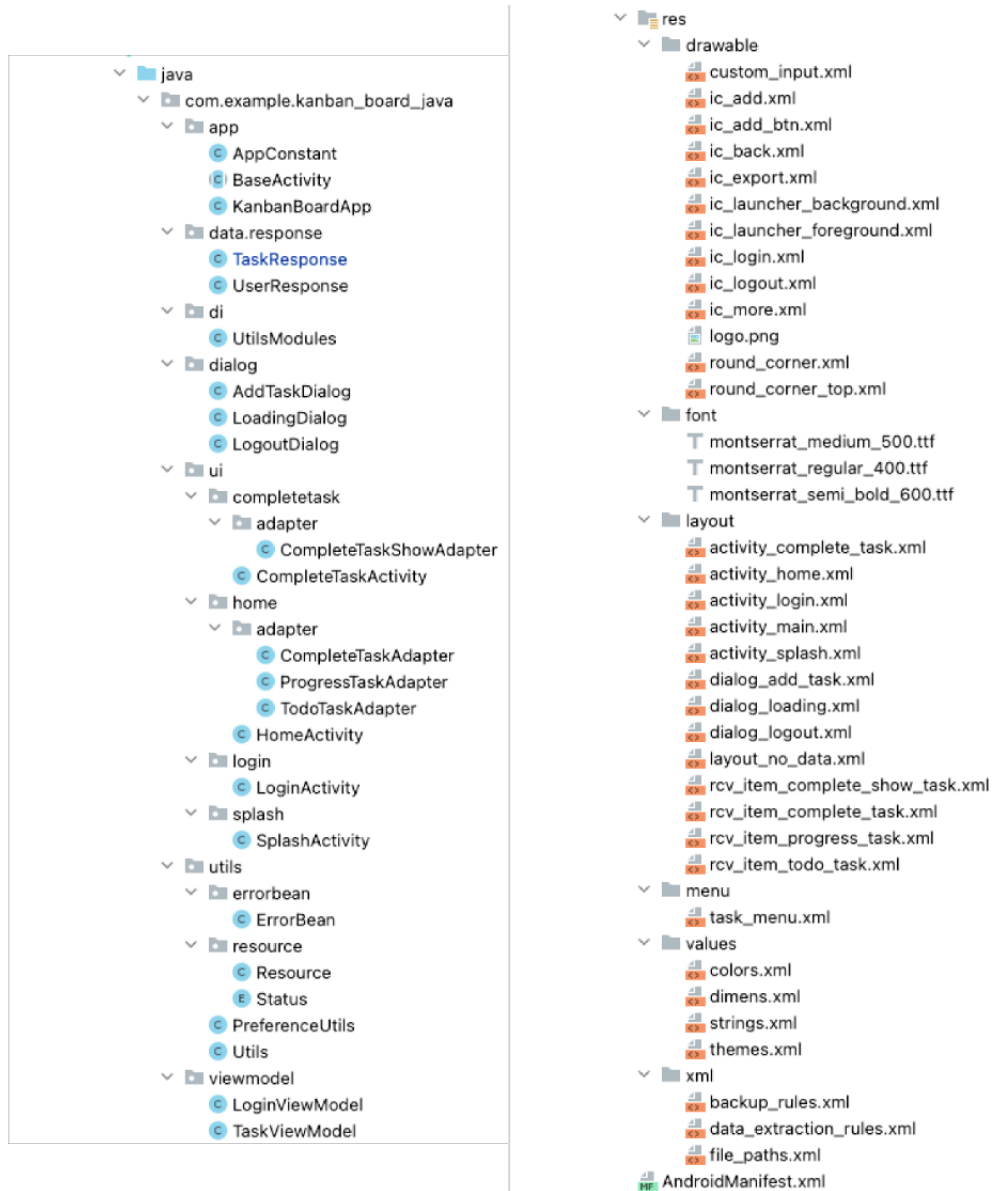 java
com.example.kanban_board_java
app
AppConstant
BaseActivity
KanbanBoardApp
data.response
TaskResponse
UserResponse
di
UtilsModules
dialog
AddTaskDialog
LoadingDialog
LogoutDialog
ui
completetask
adapter
CompleteTaskShowAdapter
CompleteTaskActivity
home
adapter
CompleteTaskAdapter
ProgressTaskAdapter
TodoTaskAdapter
HomeActivity
login
LoginActivity
splash
SplashActivity
utils
errorbean
ErrorBean
resource
Resource
Status
PreferenceUtils
Utils
viewmodel
LoginViewModel
TaskViewModel
res
drawable
custom_input.xml
ic_add.xml
ic_add_btn.xml
ic_back.xml
ic_export.xml
ic_launcher_background.xml
ic_launcher_foreground.xml
ic_login.xml
ic_logout.xml
ic_more.xml
logo.png
round_corner.xml
round_corner_top.xml
font
montserrat_medium_500.ttf
montserrat_regular_400.ttf
montserrat_semi_bold_600.ttf
layout
activity_complete_task.xml
activity_home.xml
activity_login.xml
activity_main.xml
activity_splash.xml
dialog_add_task.xml
dialog_loading.xml
dialog_logout.xml
layout_no_data.xml
rcv_item_complete_show_task.xml
rcv_item_complete_task.xml
rcv_item_progress_task.xml
rcv_item_todo_task.xml
menu
task_menu.xml
values
colors.xml
dimens.xml
strings.xml
themes.xml
xml
backup_rules.xml
data_extraction_rules.xml
file_paths.xml
AndroidManifest.xml